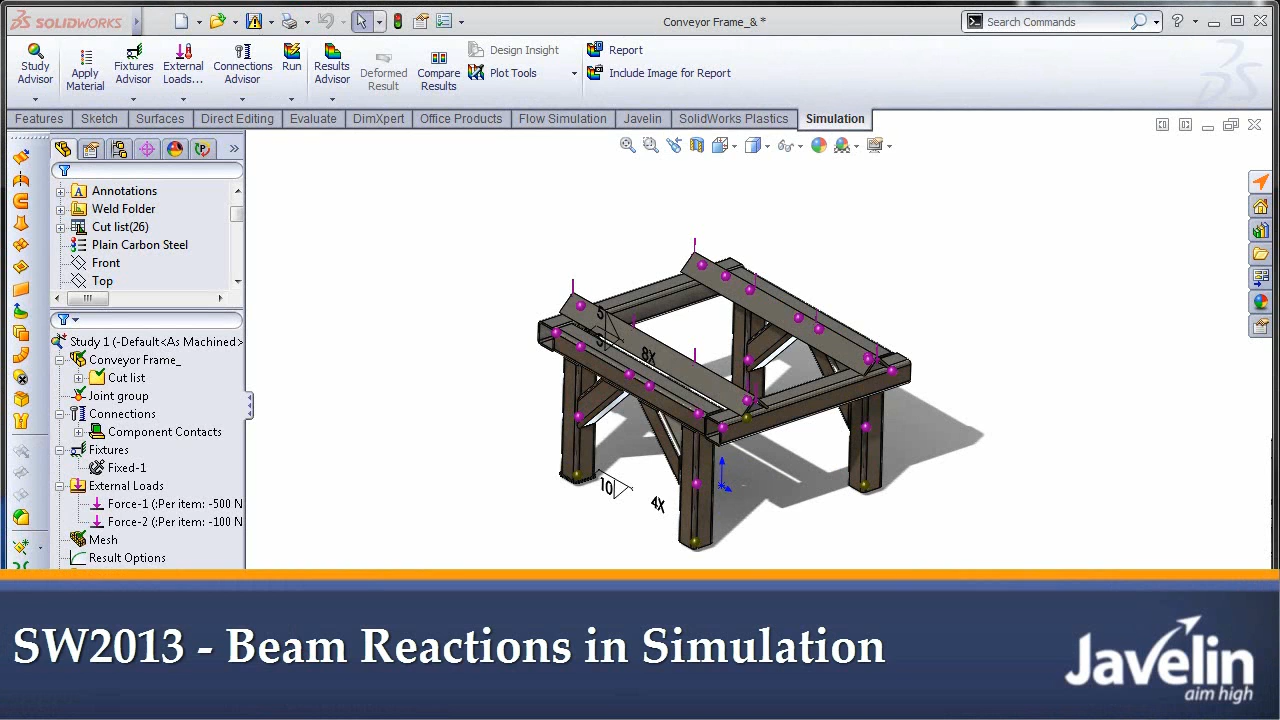 SOLIDWORKS
Conveyor Frame_& *
Search Commands
Study Advisor
Apply Material
Fixtures Advisor
External Loads...
Connections Advisor
Run
Results Advisor
Deformed Result
Compare Results
Design Insight
Plot Tools
Report
Include Image for Report
Features
Sketch
Surfaces
Direct Editing
Evaluate
DimXpert
Office Products
Flow Simulation
Javelin
SolidWorks Plastics
Simulation
Annotations
Weld Folder
Cut list(26)
Plain Carbon Steel
Front
Top
Study 1 (-Default<As Machined>
Conveyor Frame_
Cut list
Joint group
Connections
Component Contacts
Fixtures
Fixed-1
External Loads
Force-1 (:Per item: -500 N
Force-2 (:Per item: -100 N
Mesh
Result Options
5
5
8X
10
4X
SW2013 - Beam Reactions in Simulation
Javelin
aim high